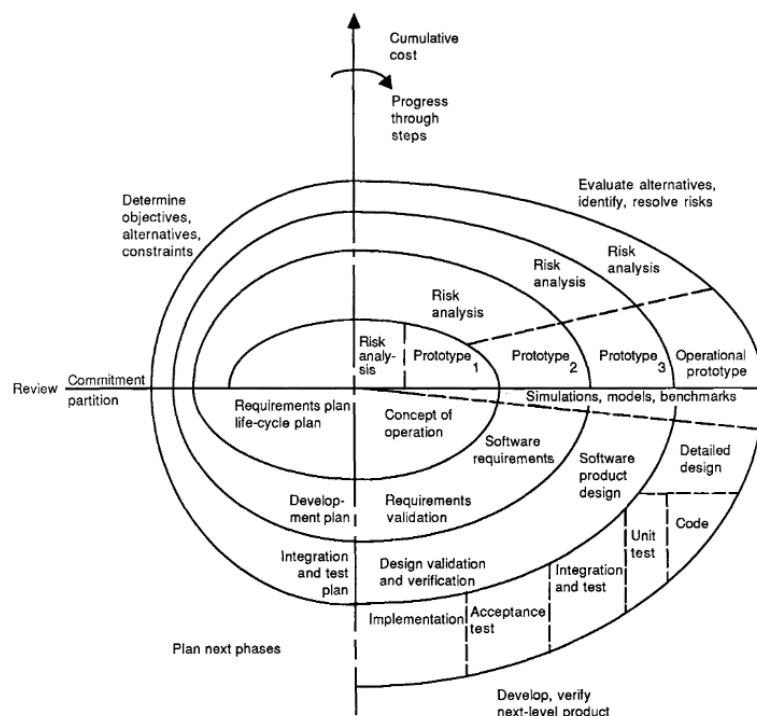 Cumulative
cost
Progress
through
steps
Evaluate alternatives,
identify, resolve risks
Determine
objectives,
alternatives,
constraints
Risk
analysis
Risk
analysis
Risk
analysis
Risk
analy-
sis
Prototype 1
Prototype 2
Prototype 3
Operational
prototype
Review
Commitment
partition
Simulations, models, benchmarks
Requirements plan
life-cycle plan
Concept of
operation
Software
requirements
Software
product
design
Detailed
design
Develop-
ment plan
Requirements
validation
Code
Unit
test
Integration
and test
plan
Design validation
and verification
Integration
and test
Acceptance
test
Implementation
Plan next phases
Develop, verify
next-level product